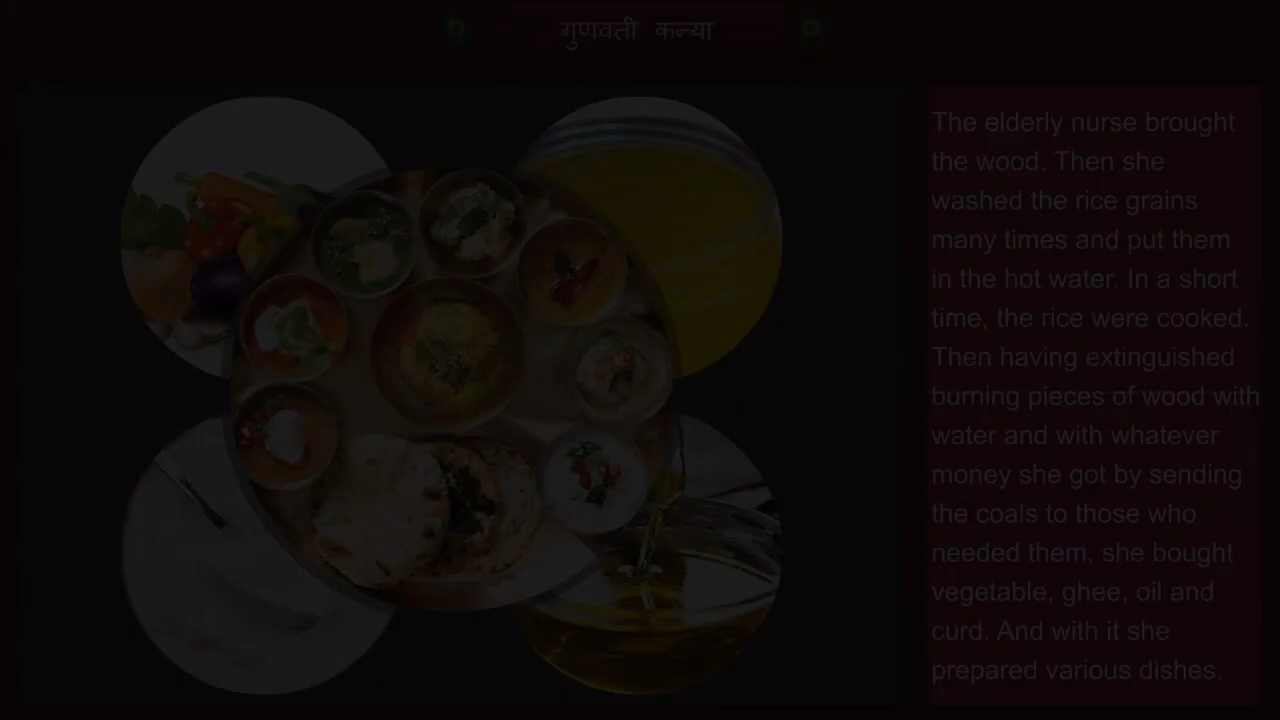 गुणवती कन्या
The elderly nurse brought
the wood. Then she
washed the rice grains
many times and put them
in the hot water. In a short
time, the rice were cooked.
Then having extinguished
burning pieces of wood with
water and with whatever
money she got by sending
the coals to those who
needed them, she bought
vegetable, ghee, oil and
curd. And with it she
prepared various dishes.